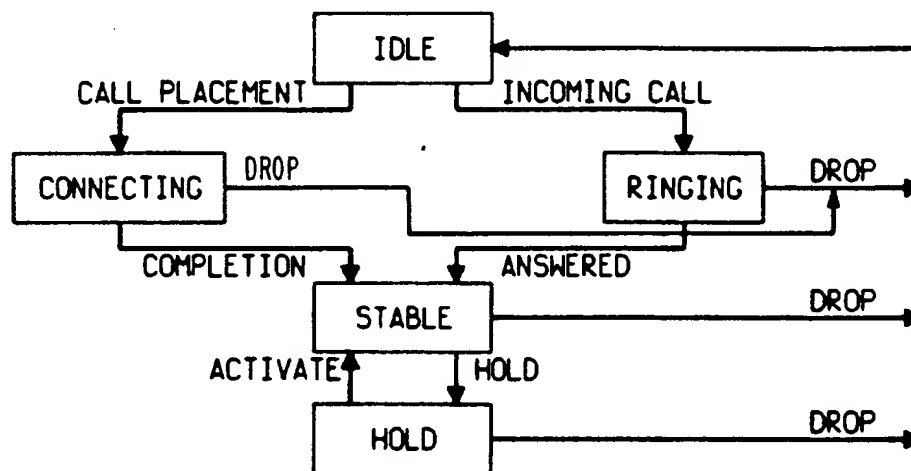 IDLE
CALL PLACEMENT
INCOMING CALL
CONNECTING
DROP
RINGING
DROP
COMPLETION
ANSWERED
STABLE
DROP
ACTIVATE
HOLD
HOLD
DROP